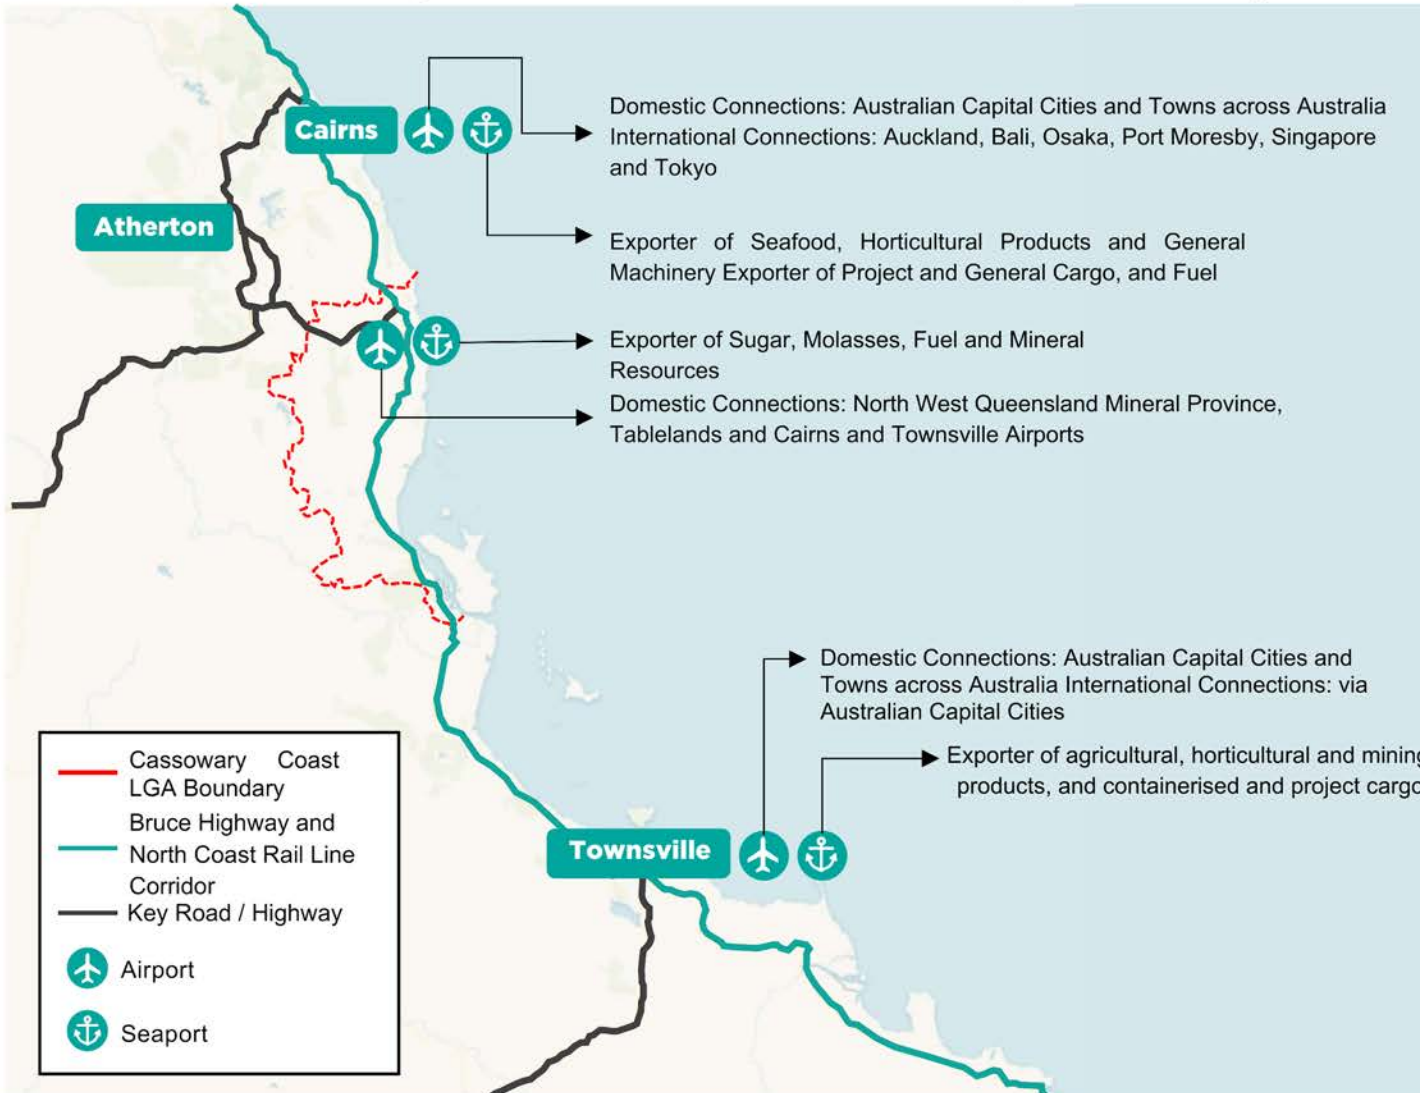 Cairns
Domestic Connections: Australian Capital Cities and Towns across Australia
International Connections: Auckland, Bali, Osaka, Port Moresby, Singapore
and Tokyo
Atherton
Exporter of Seafood, Horticultural Products and General
Machinery Exporter of Project and General Cargo, and Fuel
Exporter of Sugar, Molasses, Fuel and Mineral
Resources
Domestic Connections: North West Queensland Mineral Province,
Tablelands and Cairns and Townsville Airports
Domestic Connections: Australian Capital Cities and
Towns across Australia International Connections: via
Australian Capital Cities
Exporter of agricultural, horticultural and mining
products, and containerised and project cargo
Townsville
Cassowary Coast
LGA Boundary
Bruce Highway and
North Coast Rail Line
Corridor
Key Road / Highway
Airport
Seaport